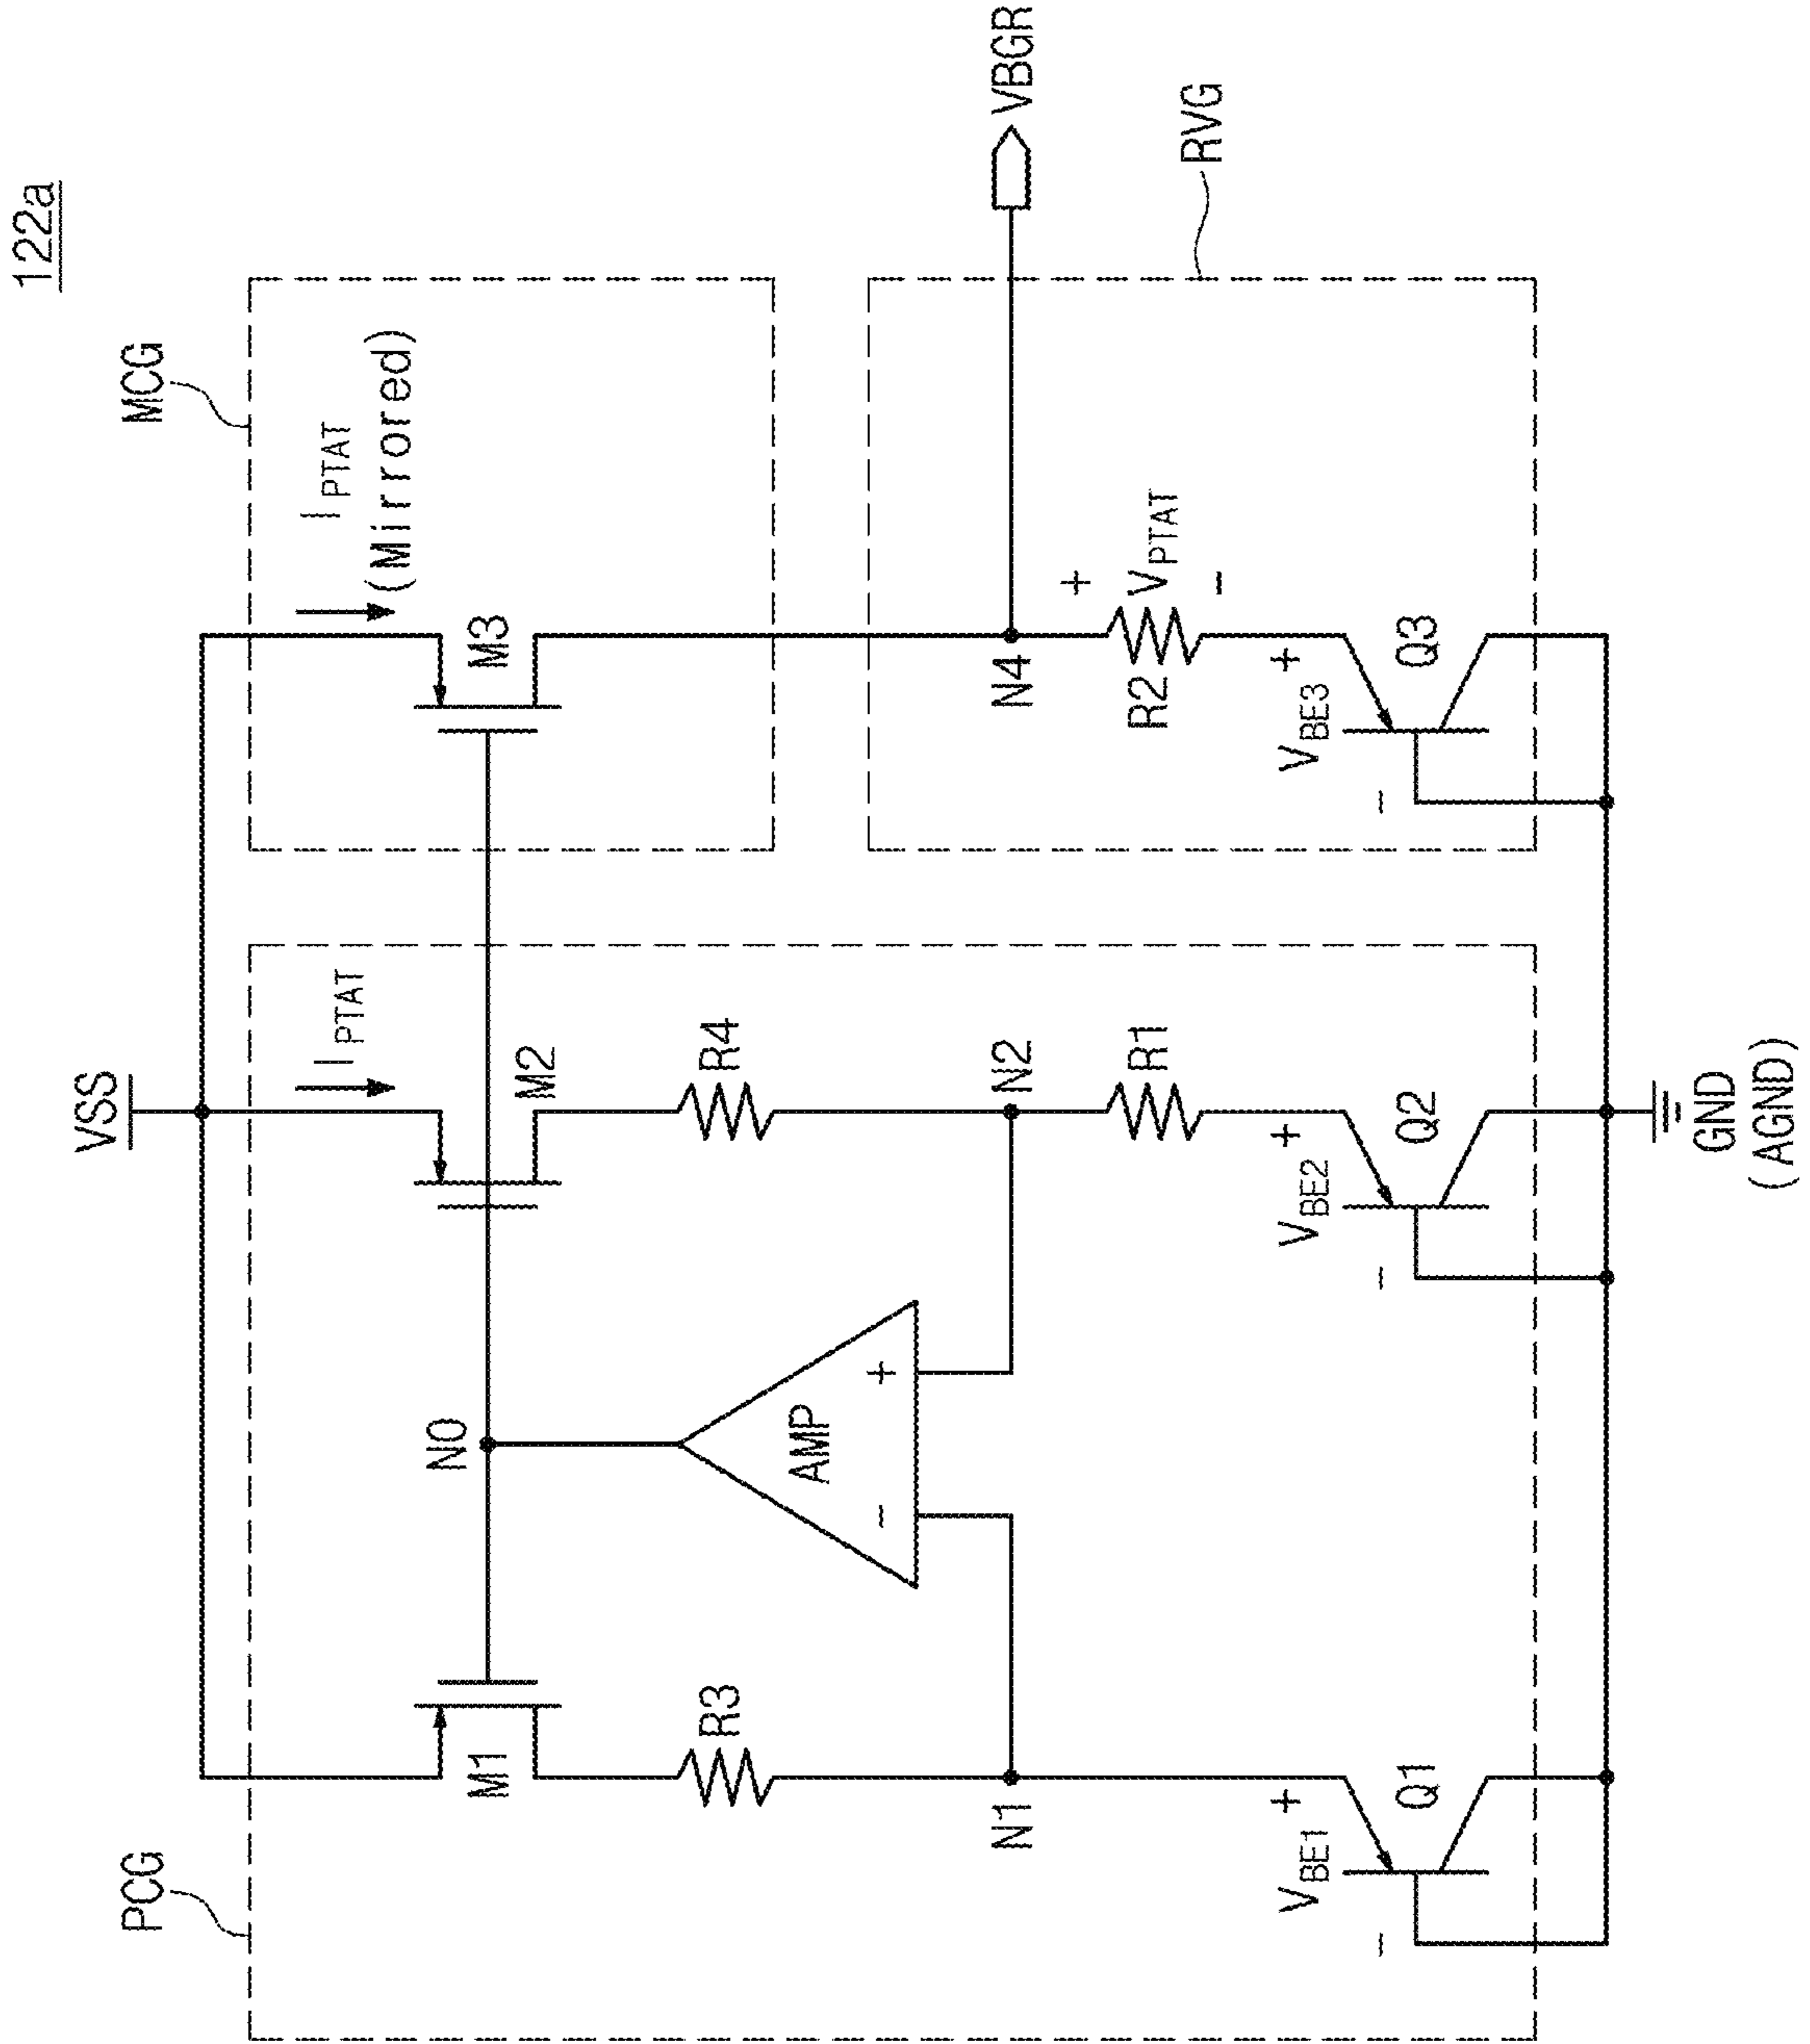 122a
PCG
VSS
MCG
I PTAT
I PTAT
(Mirrored)
M1
N0
M2
M3
R3
R4
AMP
-
+
N1
N2
N4
VBGR
R1
R2
+
V PTAT
-
RVG
V BE1
+
-
Q1
V BE2
+
-
Q2
V BE3
+
-
Q3
GND
(AGND)